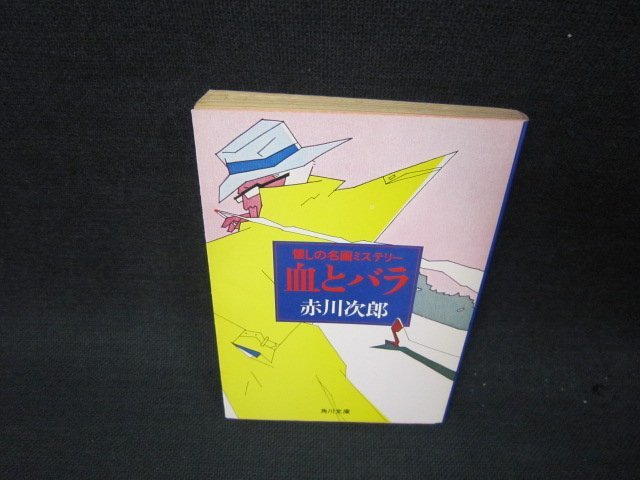 懐しの名画ミステリー
血とバラ
赤川次郎
角川文庫